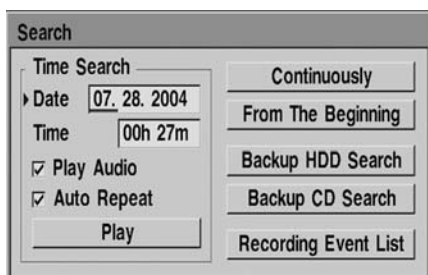 Search
Time Search
Date 07. 28. 2004
Time 00h 27m
Play Audio
Auto Repeat
Play
Continuously
From The Beginning
Backup HDD Search
Backup CD Search
Recording Event List